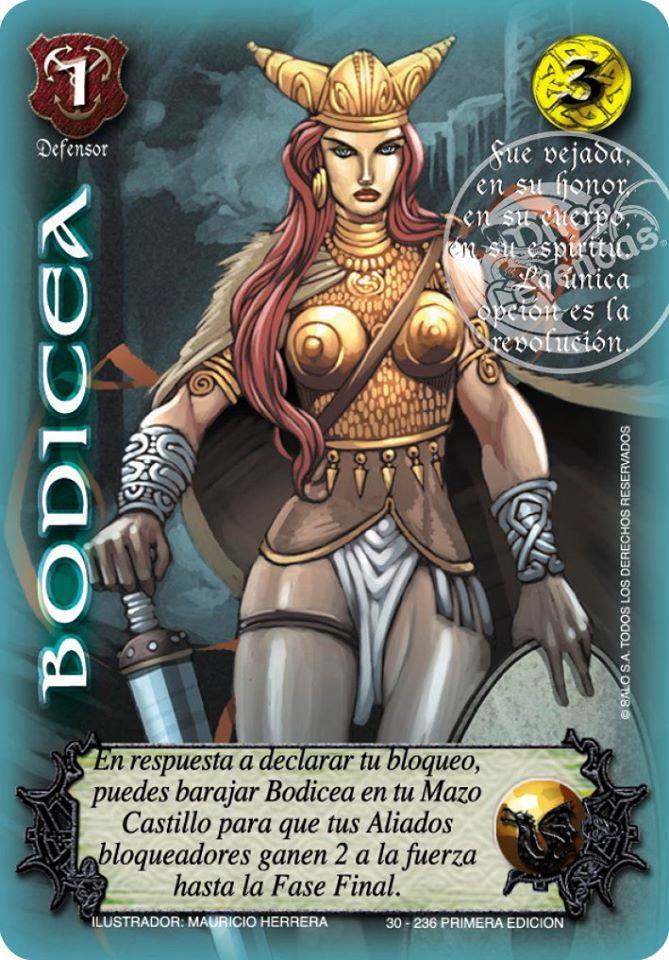 1
3
Defensor
Fue vejada,
en su honor,
en su cuerpo,
en su espíritu.
La única
opción es la
revolución.
BODICEA
© SALO S.A. TODOS LOS DERECHOS RESERVADOS
En respuesta a declarar tu bloqueo,
puedes barajar Bodicea en tu Mazo
Castillo para que tus Aliados
bloqueadores ganen 2 a la fuerza
hasta la Fase Final.
ILUSTRADOR: MAURICIO HERRERA
30 - 236 PRIMERA EDICION